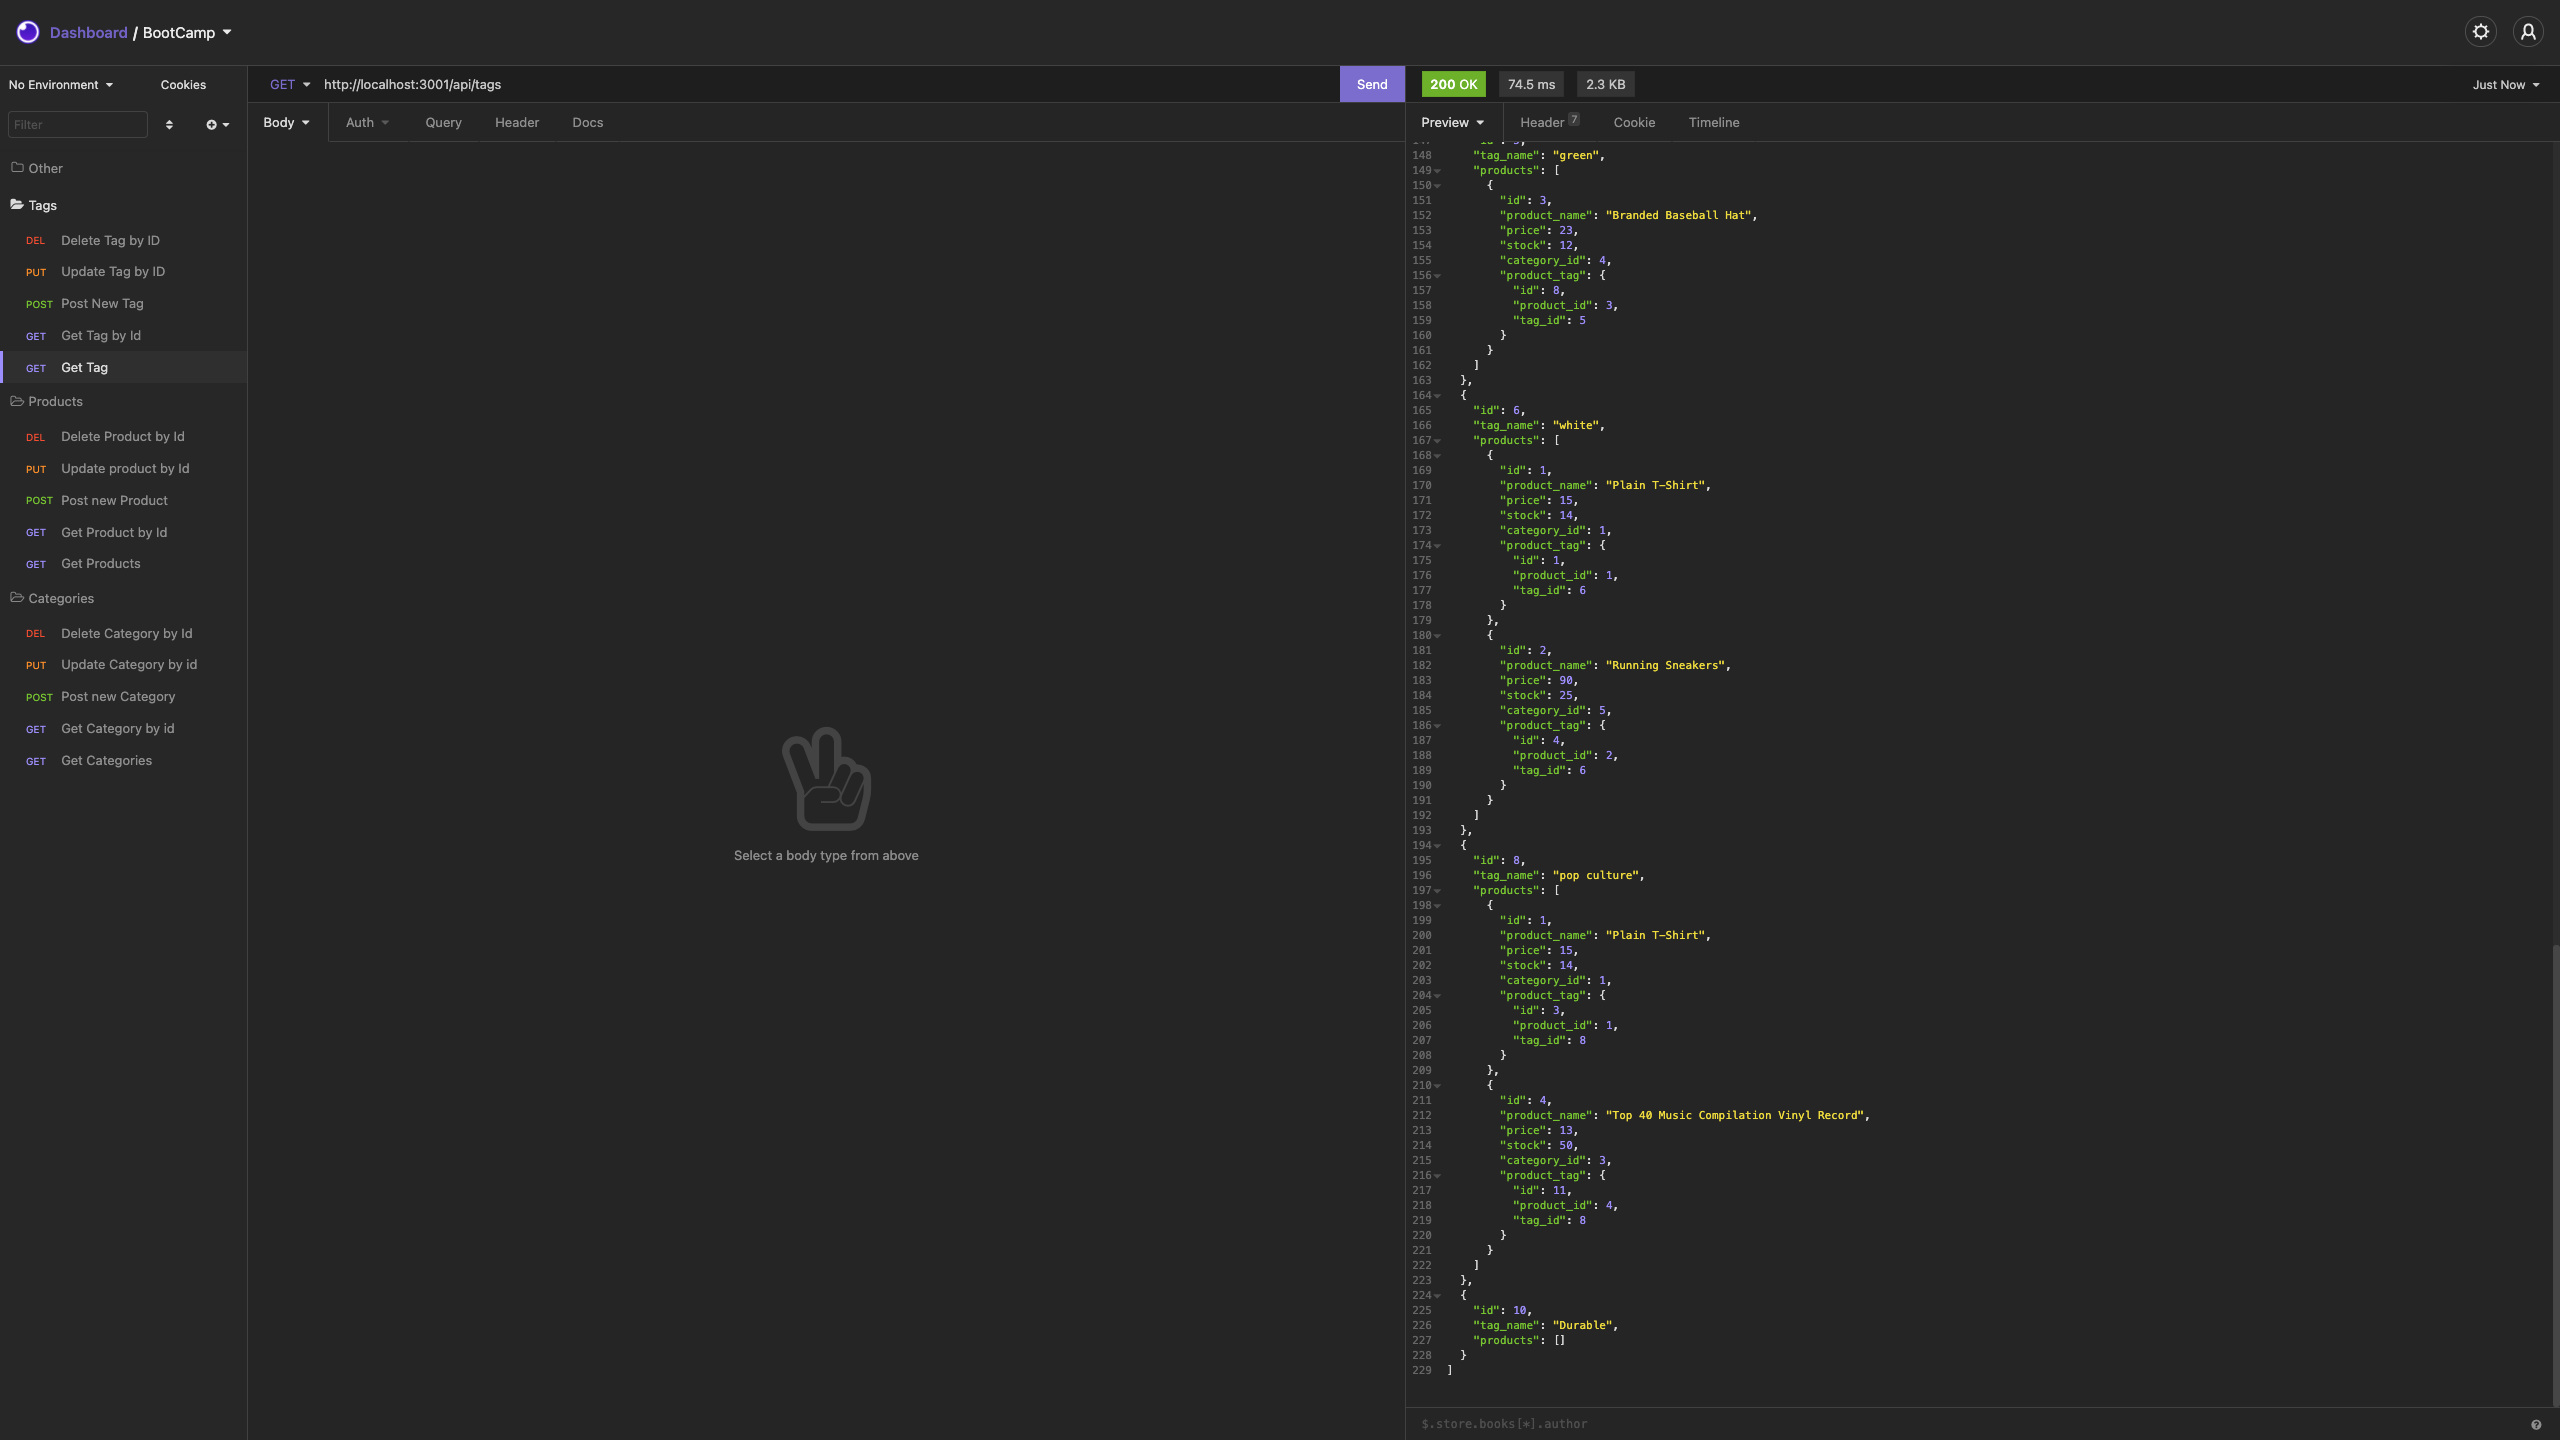 Dashboard / BootCamp
No Environment Cookies
Filter
Other
Tags
DEL Delete Tag by ID
PUT Update Tag by ID
POST Post New Tag
GET Get Tag by Id
GET Get Tag
Products
DEL Delete Product by Id
PUT Update product by Id
POST Post new Product
GET Get Product by Id
GET Get Products
Categories
DEL Delete Category by Id
PUT Update Category by id
POST Post new Category
GET Get Category by id
GET Get Categories
GET http://localhost:3001/api/tags Send
Body Auth Query Header Docs
Select a body type from above
200 OK 74.5 ms 2.3 KB Just Now
Preview Header 7 Cookie Timeline
148 "tag_name": "green",
149 "products": [
150 {
151 "id": 3,
152 "product_name": "Branded Baseball Hat",
153 "price": 23,
154 "stock": 12,
155 "category_id": 4,
156 "product_tag": {
157 "id": 8,
158 "product_id": 3,
159 "tag_id": 5
160 }
161 }
162 ]
163 },
164 {
165 "id": 6,
166 "tag_name": "white",
167 "products": [
168 {
169 "id": 1,
170 "product_name": "Plain T-Shirt",
171 "price": 15,
172 "stock": 14,
173 "category_id": 1,
174 "product_tag": {
175 "id": 1,
176 "product_id": 1,
177 "tag_id": 6
178 }
179 },
180 {
181 "id": 2,
182 "product_name": "Running Sneakers",
183 "price": 90,
184 "stock": 25,
185 "category_id": 5,
186 "product_tag": {
187 "id": 4,
188 "product_id": 2,
189 "tag_id": 6
190 }
191 }
192 ]
193 },
194 {
195 "id": 8,
196 "tag_name": "pop culture",
197 "products": [
198 {
199 "id": 1,
200 "product_name": "Plain T-Shirt",
201 "price": 15,
202 "stock": 14,
203 "category_id": 1,
204 "product_tag": {
205 "id": 3,
206 "product_id": 1,
207 "tag_id": 8
208 }
209 },
210 {
211 "id": 4,
212 "product_name": "Top 40 Music Compilation Vinyl Record",
213 "price": 13,
214 "stock": 50,
215 "category_id": 3,
216 "product_tag": {
217 "id": 11,
218 "product_id": 4,
219 "tag_id": 8
220 }
221 }
222 ]
223 },
224 {
225 "id": 10,
226 "tag_name": "Durable",
227 "products": []
228 }
229 ]
$.store.books[*].author